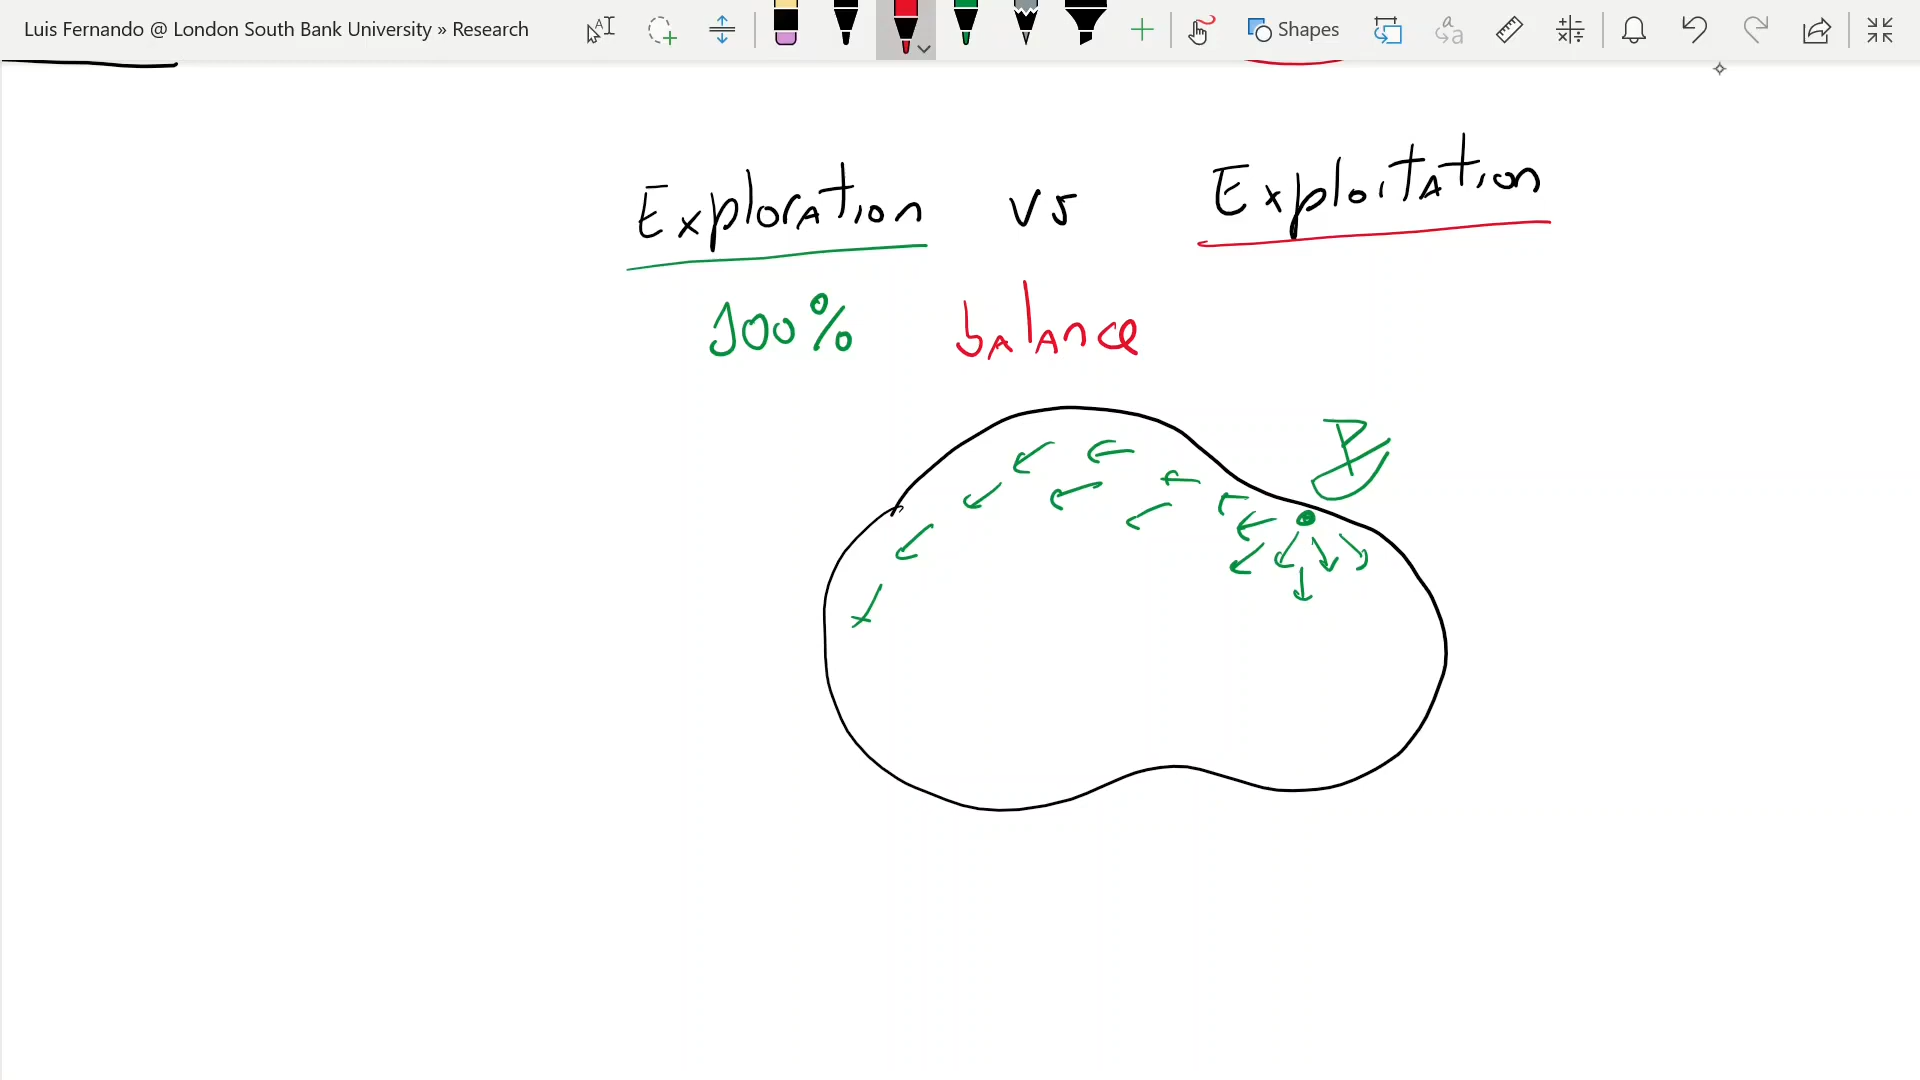 Luis Fernando @ London South Bank University » Research
Shapes
Exploration vs Exploitation
100% balance